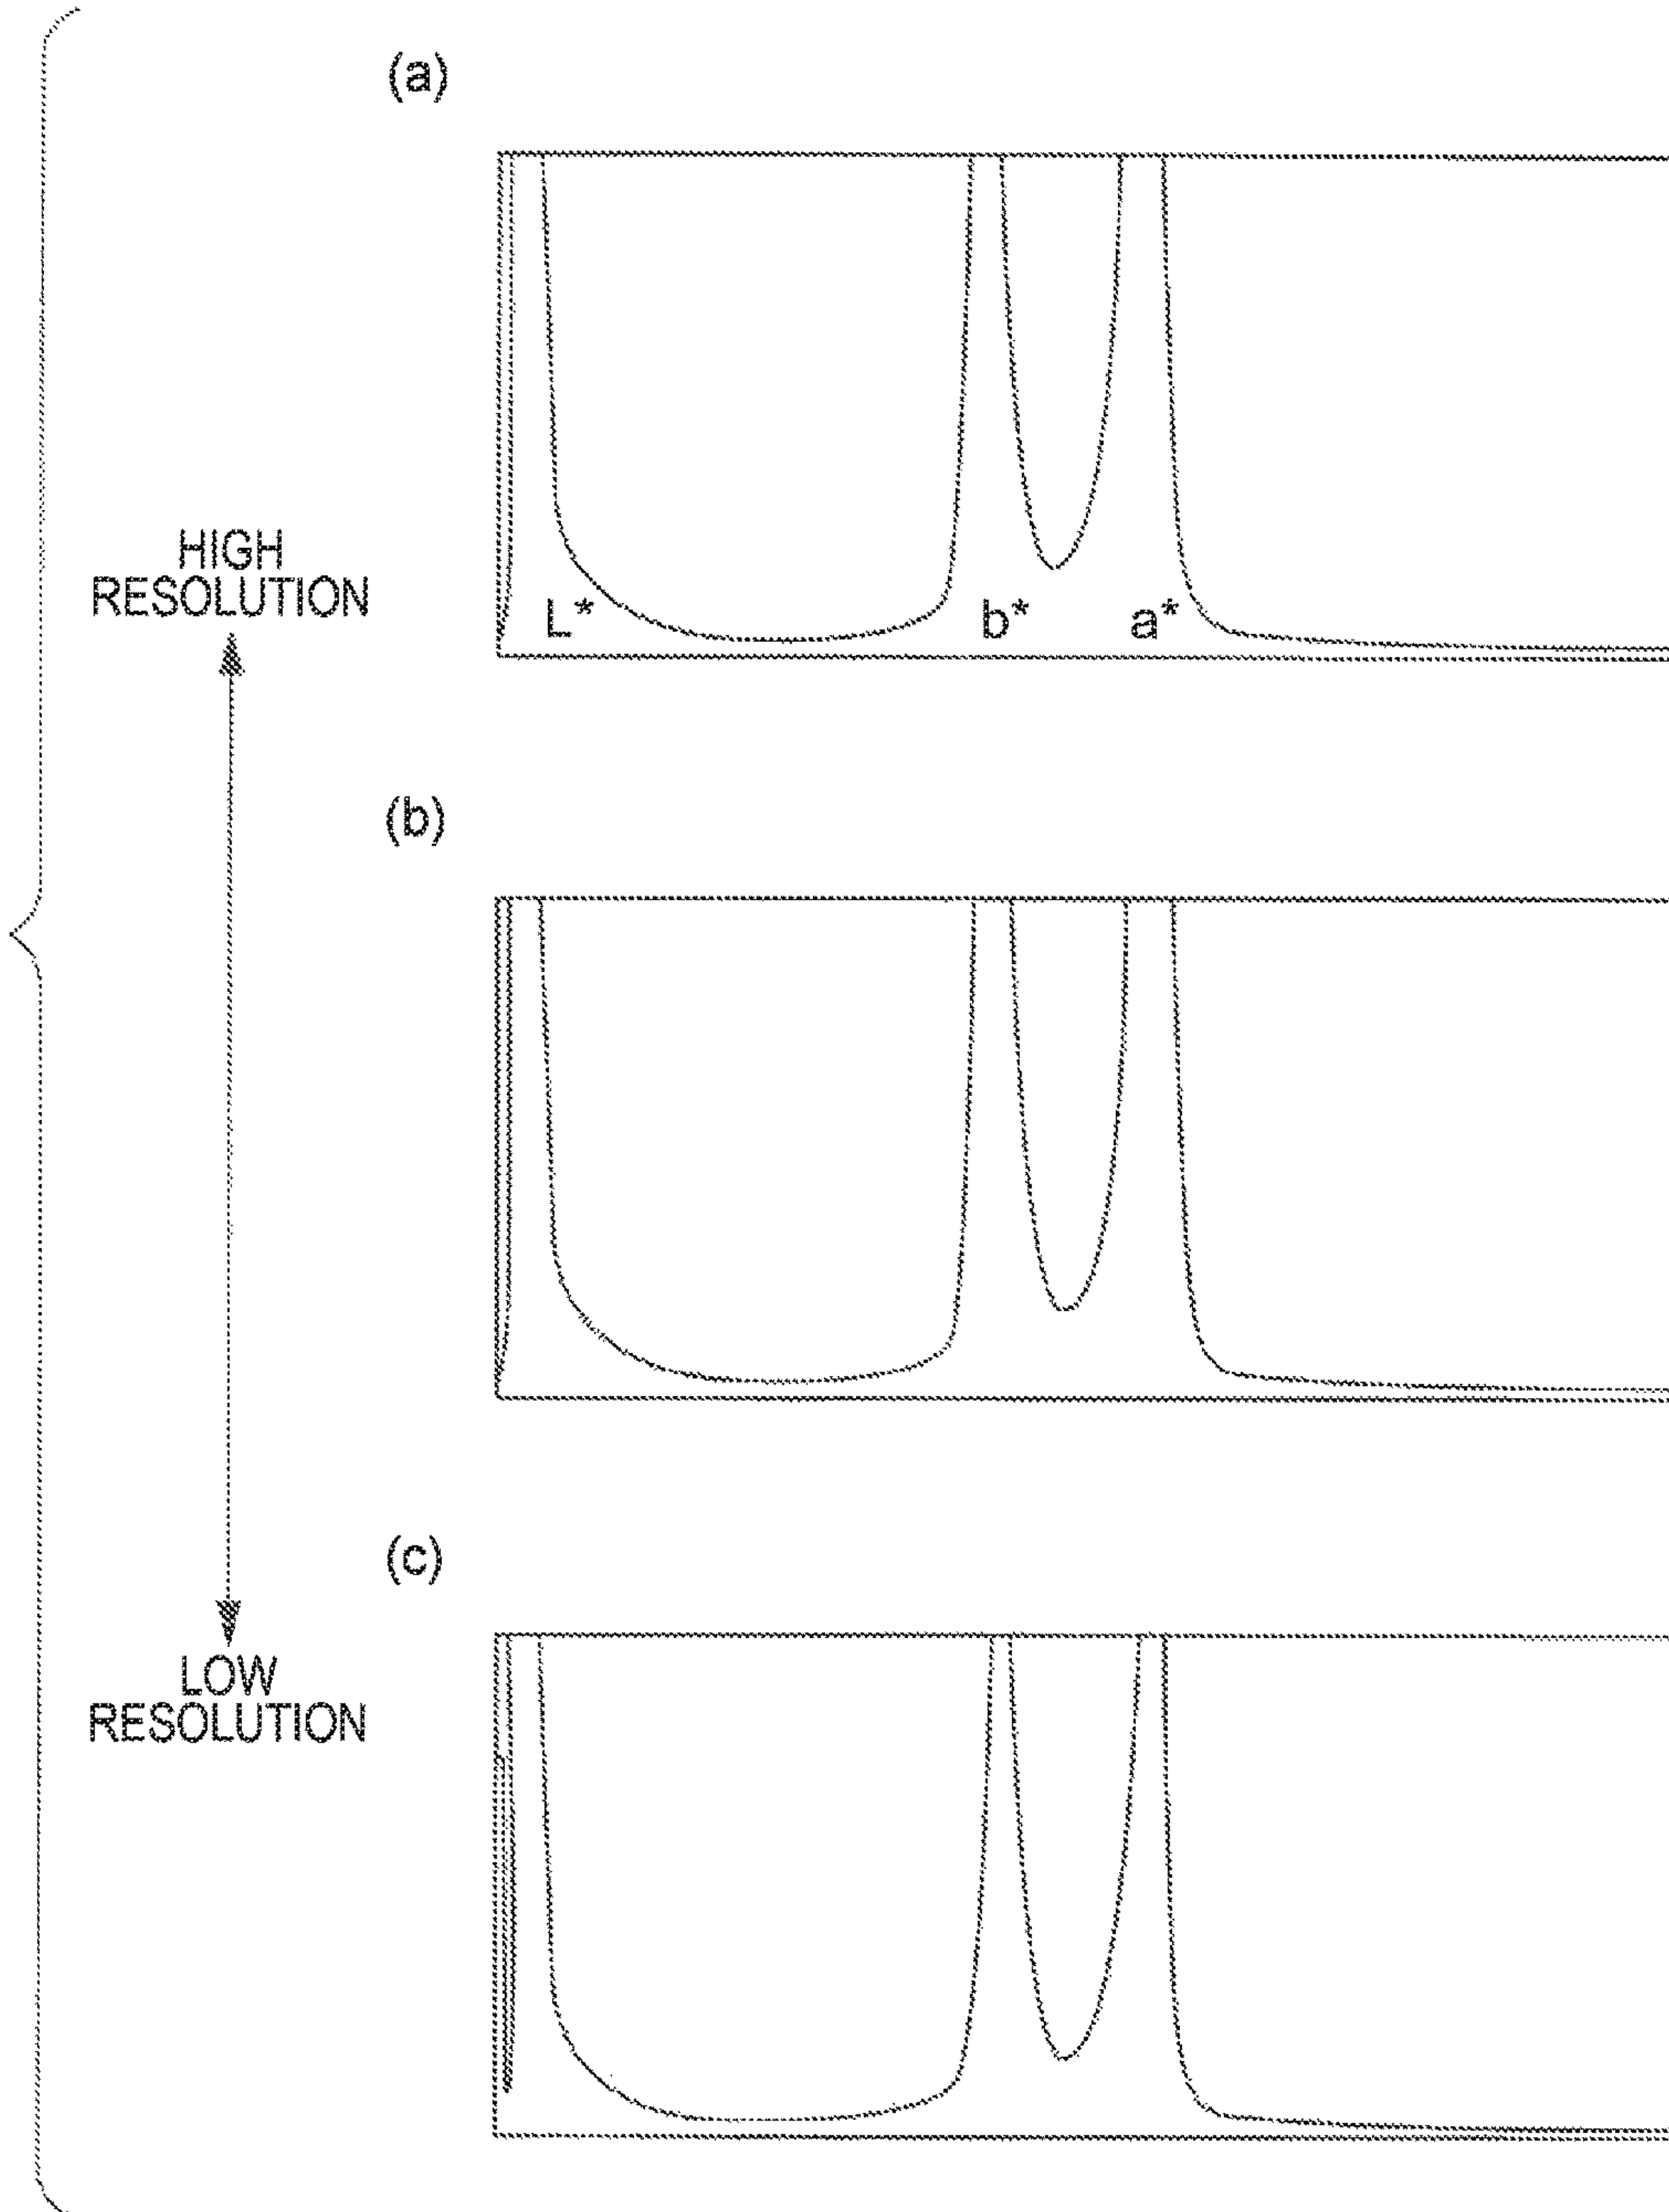 (a)
HIGH
RESOLUTION
L* b* a*
(b)
(c)
LOW
RESOLUTION